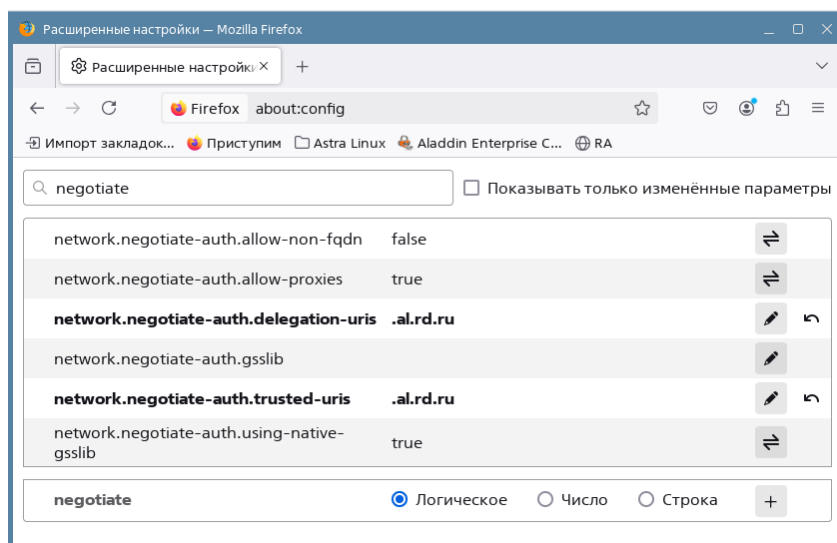 Расширенные настройки — Mozilla Firefox
Расширенные настройки
Firefox about:config
Импорт закладок... Приступим Astra Linux Aladdin Enterprise C... RA
negotiate Показывать только изменённые параметры
network.negotiate-auth.allow-non-fqdn false
network.negotiate-auth.allow-proxies true
network.negotiate-auth.delegation-uris .al.rd.ru
network.negotiate-auth.gsslib
network.negotiate-auth.trusted-uris .al.rd.ru
network.negotiate-auth.using-native-
gsslib true
negotiate Логическое Число Строка